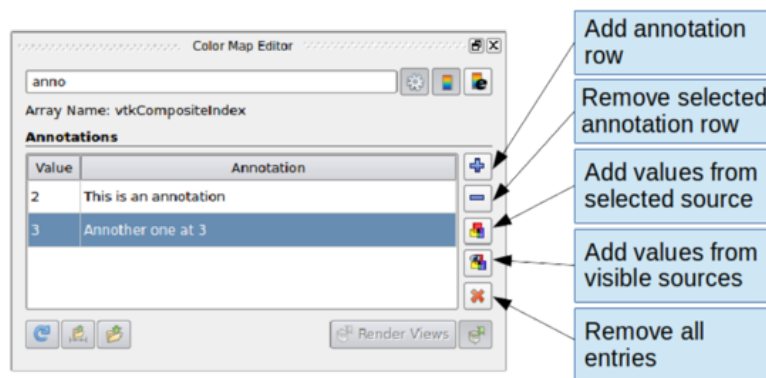 Color Map Editor
anno
Array Name: vtkCompositeIndex
Annotations
Value Annotation
2 This is an annotation
3 Annother one at 3
Render Views
Add annotation
row
Remove selected
annotation row
Add values from
selected source
Add values from
visible sources
Remove all
entries